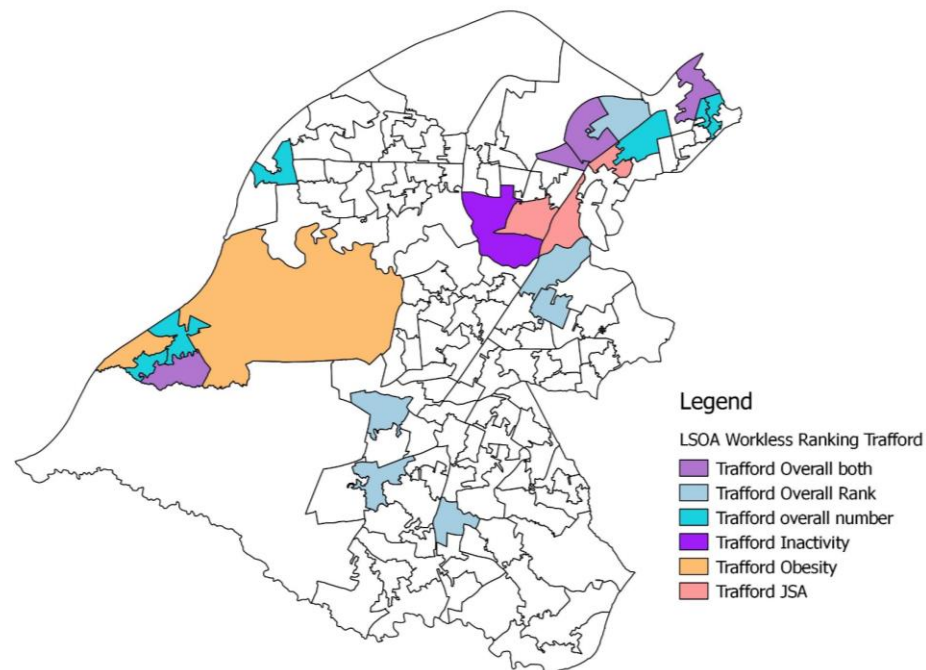 Legend
LSOA Workless Ranking Trafford
Trafford Overall both
Trafford Overall Rank
Trafford overall number
Trafford Inactivity
Trafford Obesity
Trafford JSA